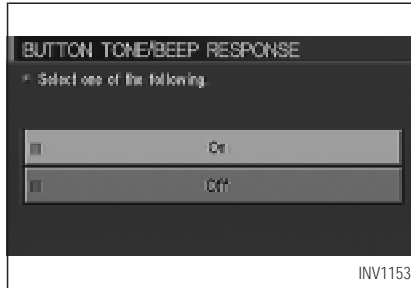 BUTTON TONE/BEEP RESPONSE
Select one of the following.
On
Off
INV1153